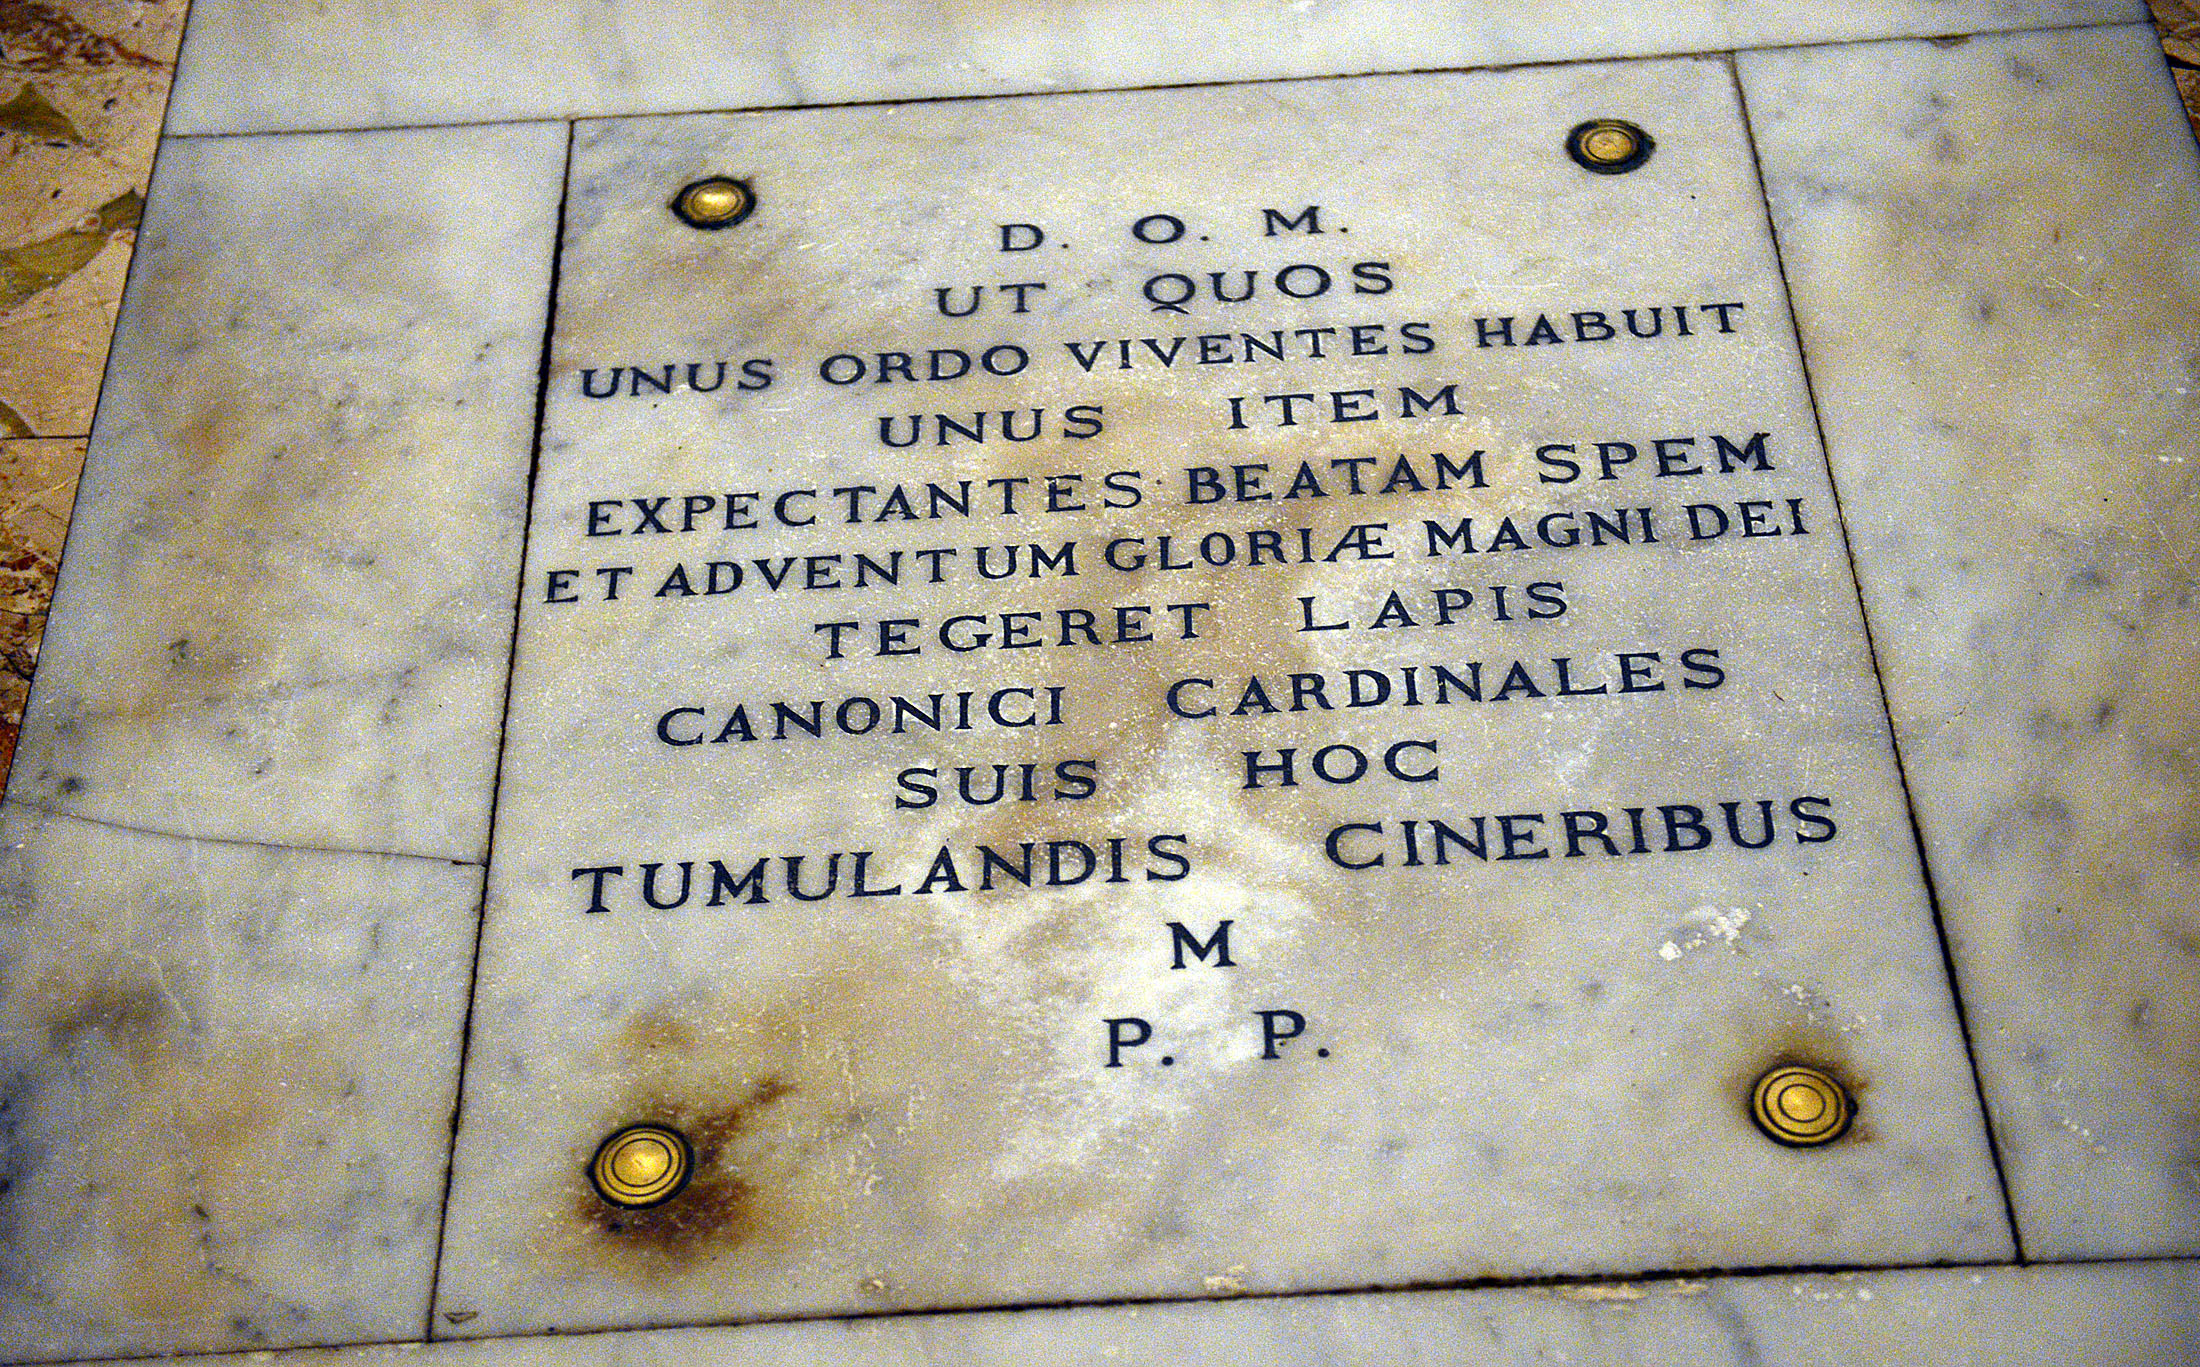 D. O. M.
UT QUOS
UNUS ORDO VIVENTES HABUIT
UNUS ITEM
EXPECTANTES BEATAM SPEM
ET ADVENTUM GLORIÆ MAGNI DEI
TEGERET LAPIS
CANONICI CARDINALES
SUIS HOC
TUMULANDIS CINERIBUS
M
P. P.